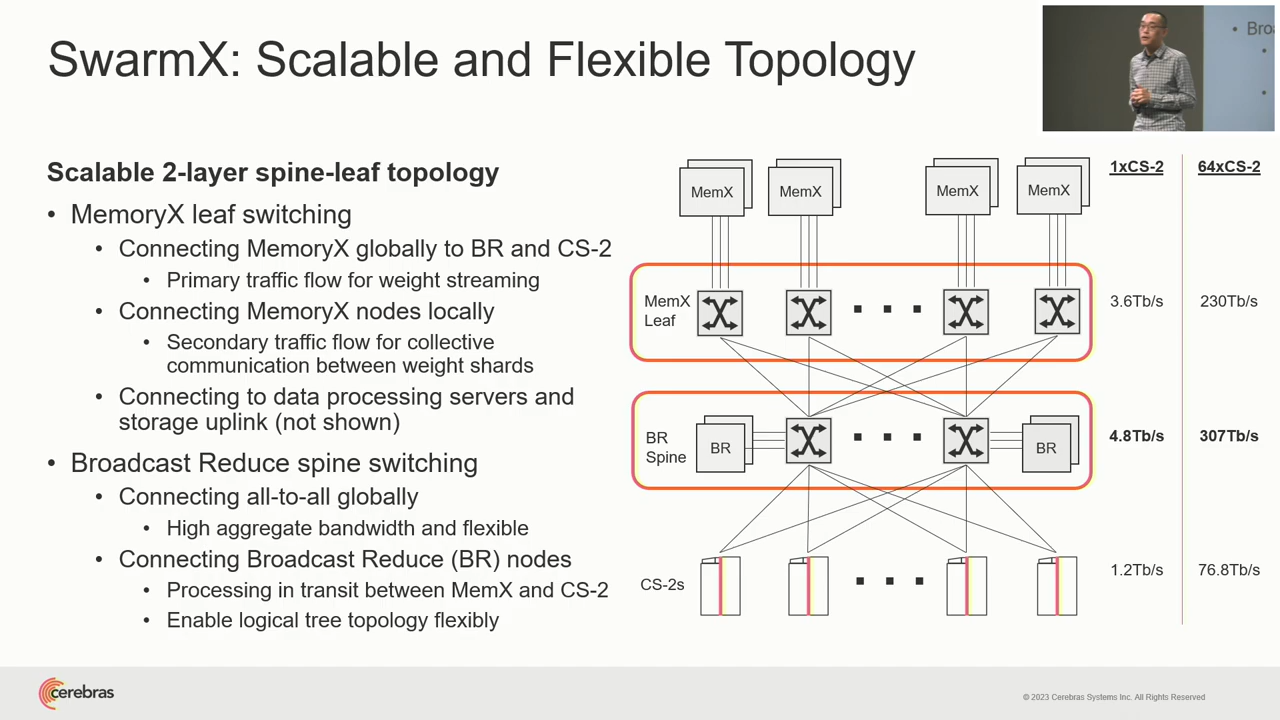 SwarmX: Scalable and Flexible Topology
• Bro
Scalable 2-layer spine-leaf topology
• MemoryX leaf switching
• Connecting MemoryX globally to BR and CS-2
• Primary traffic flow for weight streaming
• Connecting MemoryX nodes locally
• Secondary traffic flow for collective
communication between weight shards
• Connecting to data processing servers and
storage uplink (not shown)
• Broadcast Reduce spine switching
• Connecting all-to-all globally
• High aggregate bandwidth and flexible
• Connecting Broadcast Reduce (BR) nodes
• Processing in transit between MemX and CS-2
• Enable logical tree topology flexibly
1xCS-2 64xCS-2
MemX MemX MemX MemX
MemX
Leaf
3.6Tb/s 230Tb/s
BR
Spine
BR BR
4.8Tb/s 307Tb/s
CS-2s
1.2Tb/s 76.8Tb/s
cerebras
© 2023 Cerebras Systems Inc. All Rights Reserved